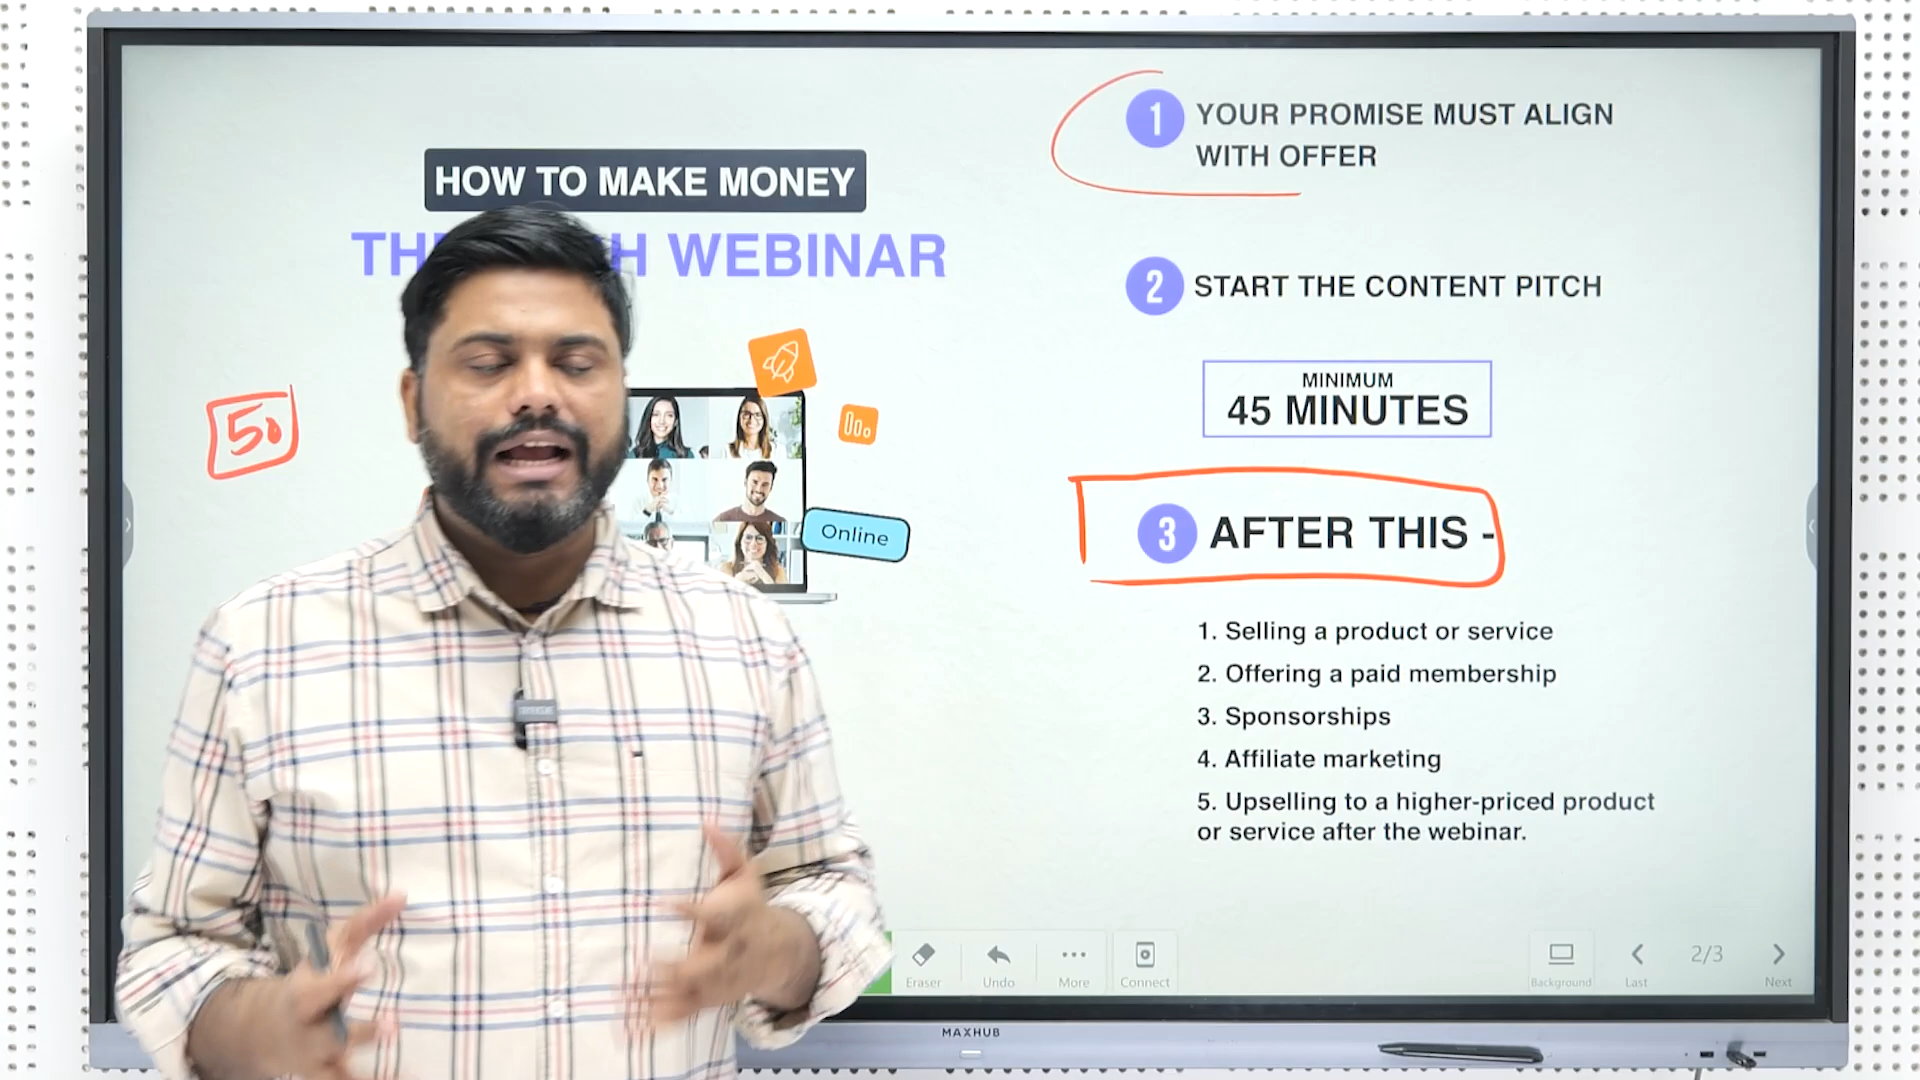 HOW TO MAKE MONEY
WEBINAR
50
Online
1 YOUR PROMISE MUST ALIGN
WITH OFFER
2 START THE CONTENT PITCH
MINIMUM
45 MINUTES
3 AFTER THIS -
1. Selling a product or service
2. Offering a paid membership
3. Sponsorships
4. Affiliate marketing
5. Upselling to a higher-priced product
or service after the webinar.
Eraser
Undo
More
Connect
Background
Last
2/3
Next
MAXHUB